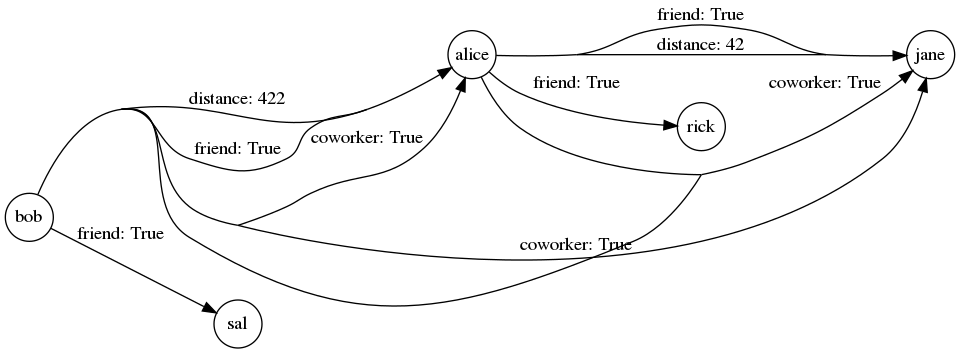 friend: True
alice
distance: 42
jane
friend: True
coworker: True
distance: 422
rick
coworker: True
friend: True
bob
friend: True
coworker: True
sal